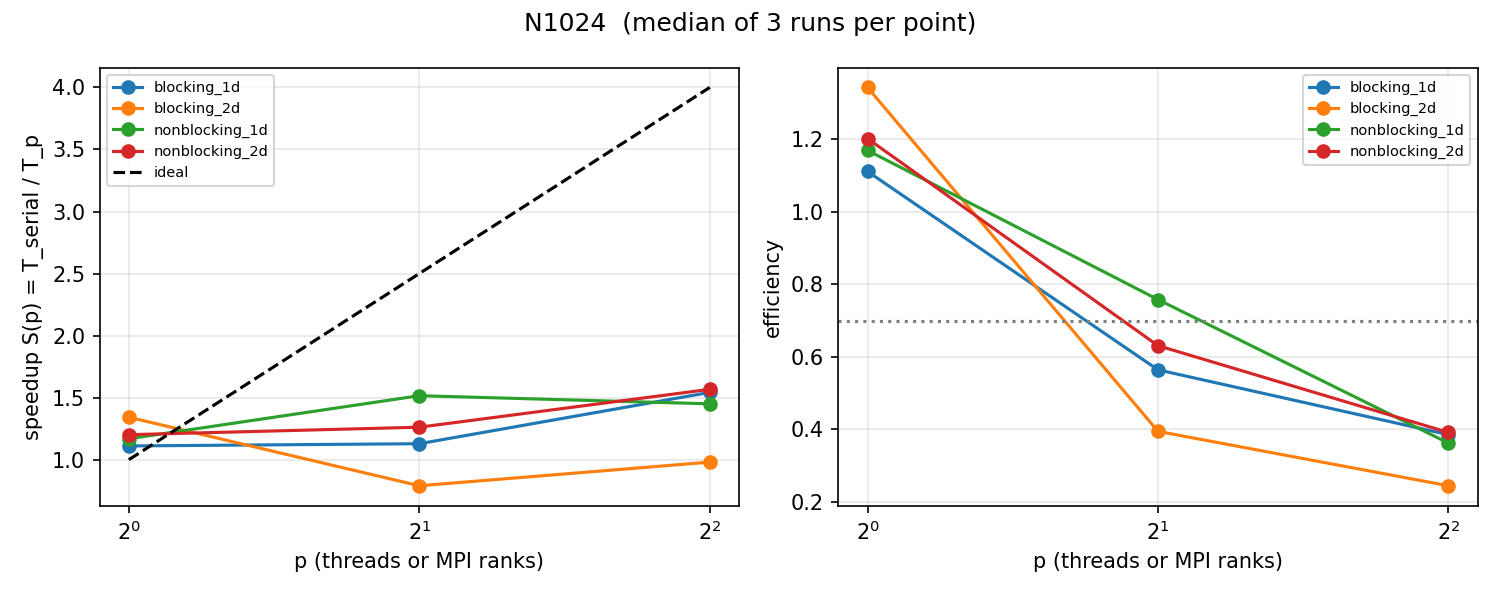 N1024 (median of 3 runs per point)
speedup S(p) = T_serial / T_p
4.0
3.5
3.0
2.5
2.0
1.5
1.0
blocking_1d
blocking_2d
nonblocking_1d
nonblocking_2d
ideal
2⁰
2¹
2²
p (threads or MPI ranks)
efficiency
1.2
1.0
0.8
0.6
0.4
0.2
blocking_1d
blocking_2d
nonblocking_1d
nonblocking_2d
2⁰
2¹
2²
p (threads or MPI ranks)